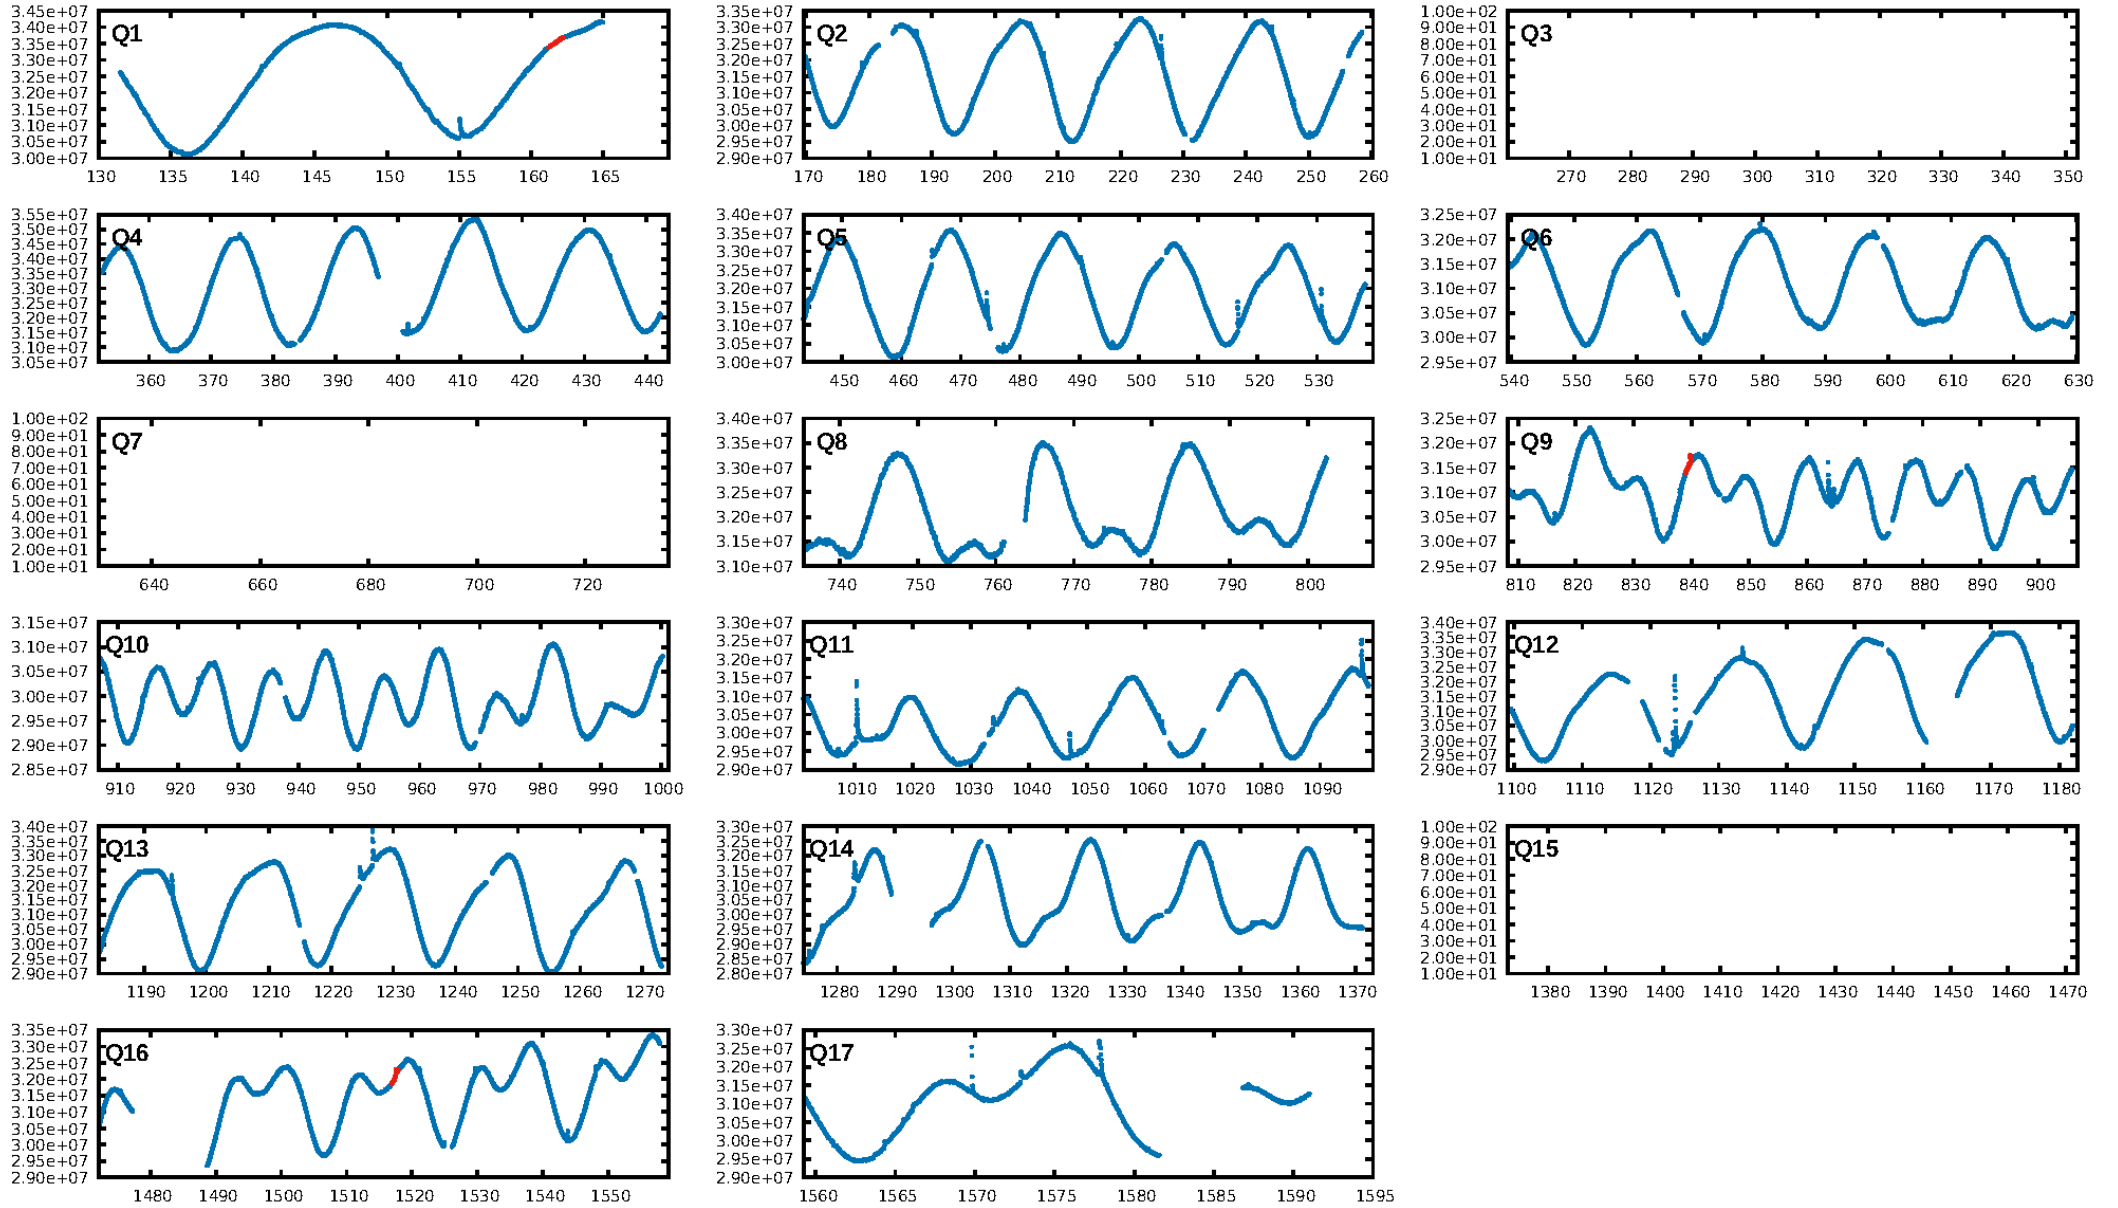 3.45e+07
3.40e+07
3.35e+07
3.30e+07
3.25e+07
3.20e+07
3.15e+07
3.10e+07
3.05e+07
3.00e+07
Q1
130 135 140 145 150 155 160 165
3.35e+07
3.30e+07
3.25e+07
3.20e+07
3.15e+07
3.10e+07
3.05e+07
3.00e+07
2.95e+07
2.90e+07
Q2
170 180 190 200 210 220 230 240 250 260
1.00e+02
9.00e+01
8.00e+01
7.00e+01
6.00e+01
5.00e+01
4.00e+01
3.00e+01
2.00e+01
1.00e+01
Q3
270 280 290 300 310 320 330 340 350
3.55e+07
3.50e+07
3.45e+07
3.40e+07
3.35e+07
3.30e+07
3.25e+07
3.20e+07
3.15e+07
3.10e+07
3.05e+07
Q4
360 370 380 390 400 410 420 430 440
3.40e+07
3.35e+07
3.30e+07
3.25e+07
3.20e+07
3.15e+07
3.10e+07
3.05e+07
3.00e+07
Q5
450 460 470 480 490 500 510 520 530
3.25e+07
3.20e+07
3.15e+07
3.10e+07
3.05e+07
3.00e+07
2.95e+07
Q6
540 550 560 570 580 590 600 610 620 630
1.00e+02
9.00e+01
8.00e+01
7.00e+01
6.00e+01
5.00e+01
4.00e+01
3.00e+01
2.00e+01
1.00e+01
Q7
640 660 680 700 720
3.40e+07
3.35e+07
3.30e+07
3.25e+07
3.20e+07
3.15e+07
3.10e+07
Q8
740 750 760 770 780 790 800
3.25e+07
3.20e+07
3.15e+07
3.10e+07
3.05e+07
3.00e+07
2.95e+07
Q9
810 820 830 840 850 860 870 880 890 900
3.15e+07
3.10e+07
3.05e+07
3.00e+07
2.95e+07
2.90e+07
2.85e+07
Q10
910 920 930 940 950 960 970 980 990 1000
3.30e+07
3.25e+07
3.20e+07
3.15e+07
3.10e+07
3.05e+07
3.00e+07
2.95e+07
2.90e+07
Q11
1010 1020 1030 1040 1050 1060 1070 1080 1090
3.40e+07
3.35e+07
3.30e+07
3.25e+07
3.20e+07
3.15e+07
3.10e+07
3.05e+07
3.00e+07
2.95e+07
2.90e+07
Q12
1100 1110 1120 1130 1140 1150 1160 1170 1180
3.40e+07
3.35e+07
3.30e+07
3.25e+07
3.20e+07
3.15e+07
3.10e+07
3.05e+07
3.00e+07
2.95e+07
2.90e+07
Q13
1190 1200 1210 1220 1230 1240 1250 1260 1270
3.30e+07
3.25e+07
3.20e+07
3.15e+07
3.10e+07
3.05e+07
3.00e+07
2.95e+07
2.90e+07
2.85e+07
2.80e+07
Q14
1280 1290 1300 1310 1320 1330 1340 1350 1360 1370
1.00e+02
9.00e+01
8.00e+01
7.00e+01
6.00e+01
5.00e+01
4.00e+01
3.00e+01
2.00e+01
1.00e+01
Q15
1380 1390 1400 1410 1420 1430 1440 1450 1460 1470
3.35e+07
3.30e+07
3.25e+07
3.20e+07
3.15e+07
3.10e+07
3.05e+07
3.00e+07
2.95e+07
2.90e+07
Q16
1480 1490 1500 1510 1520 1530 1540 1550
3.30e+07
3.25e+07
3.20e+07
3.15e+07
3.10e+07
3.05e+07
3.00e+07
2.95e+07
2.90e+07
Q17
1560 1565 1570 1575 1580 1585 1590 1595